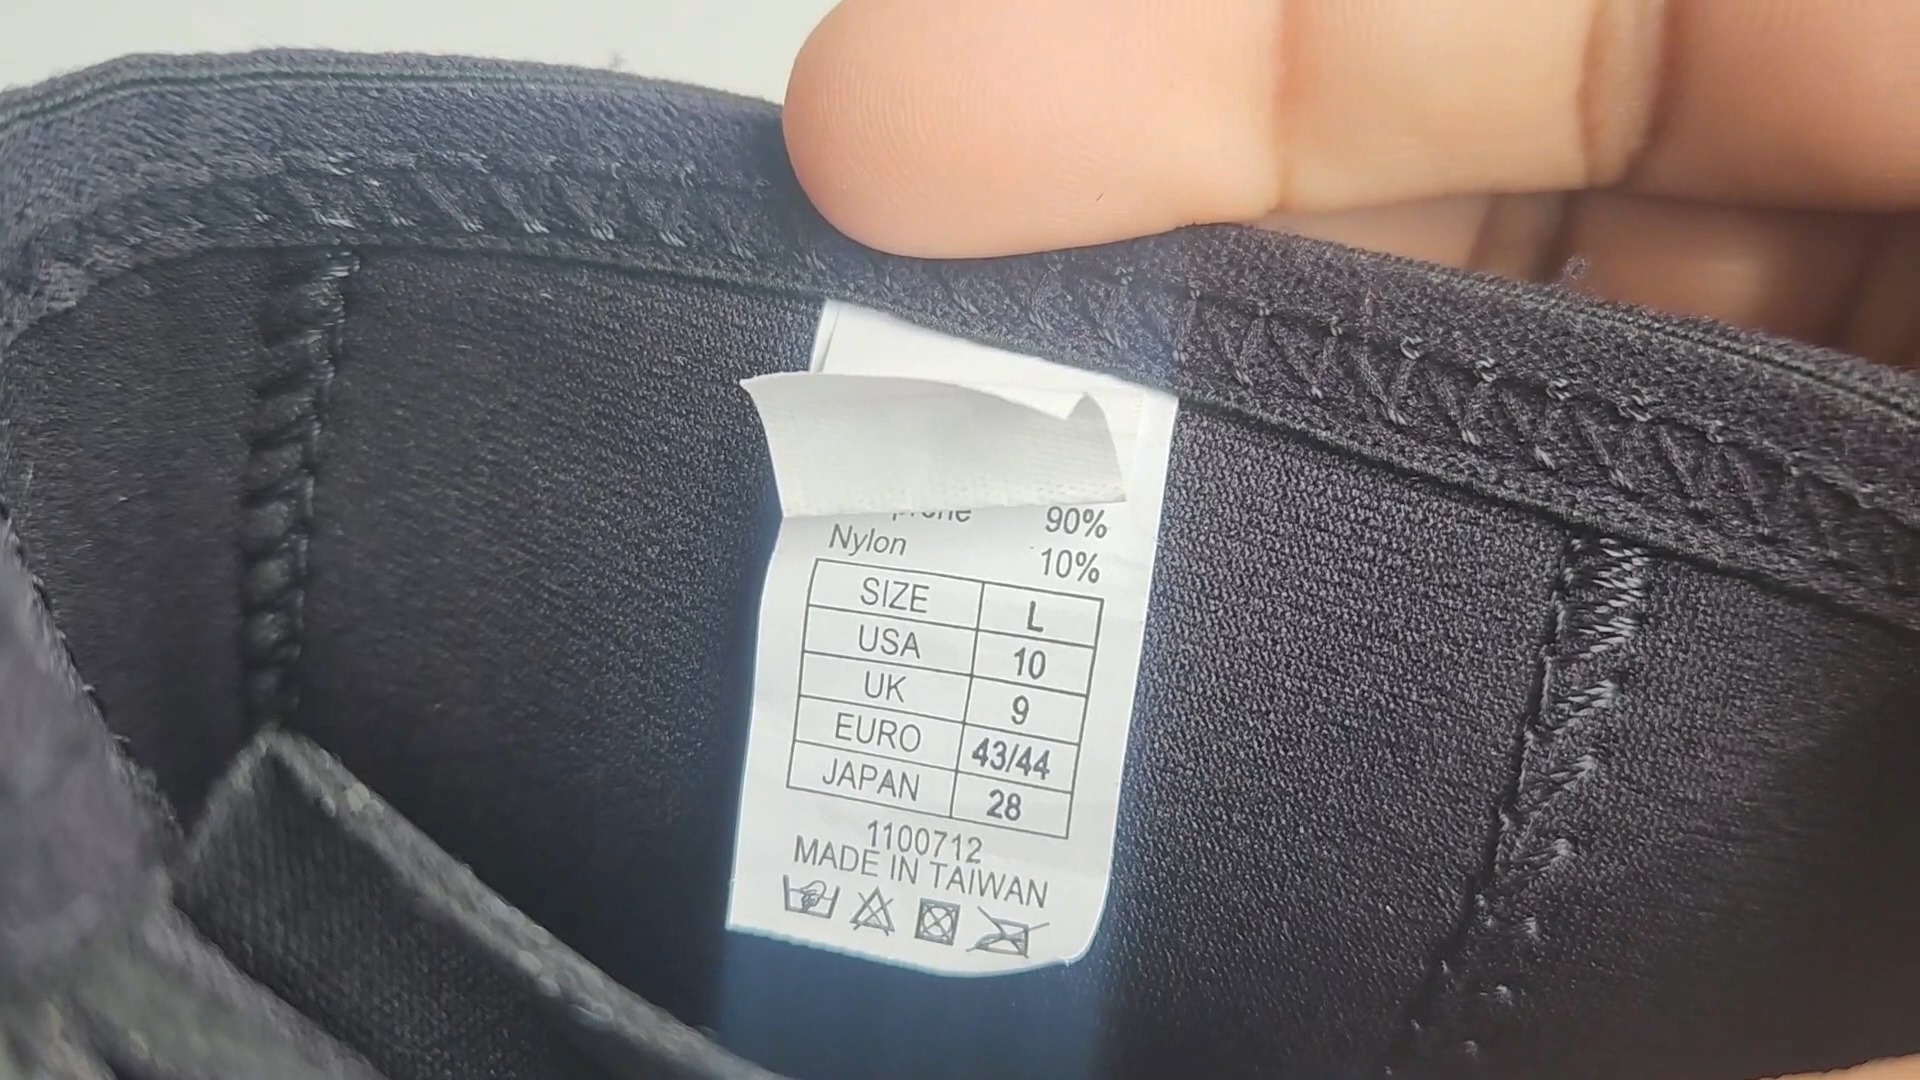 90%
Nylon 10%
SIZE L
USA 10
UK 9
EURO 43/44
JAPAN 28
1100712
MADE IN TAIWAN